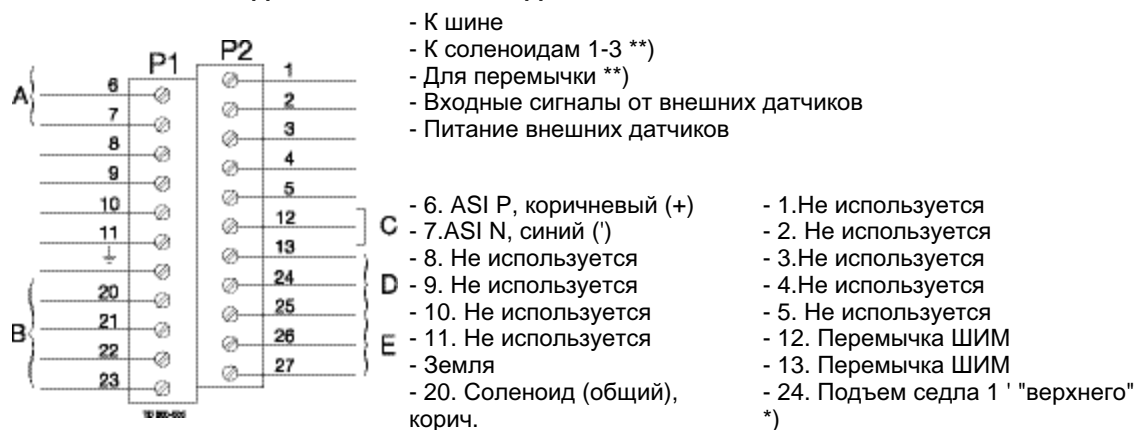 - К шине
- К соленоидам 1-3 **)
- Для перемычки **)
- Входные сигналы от внешних датчиков
- Питание внешних датчиков
P1
P2
A
6
7
8
9
10
11
20
21
22
23
B
1
2
3
4
5
12
13
24
25
26
27
C
D
E
- 6. ASI P, коричневый (+)
- 7.ASI N, синий (')
- 8. Не используется
- 9. Не используется
- 10. Не используется
- 11. Не используется
- Земля
- 20. Соленоид (общий),
корич.
- 1.Не используется
- 2. Не используется
- 3.Не используется
- 4.Не используется
- 5. Не используется
- 12. Перемычка ШИМ
- 13. Перемычка ШИМ
- 24. Подъем седла 1 ' "верхнего"
*)